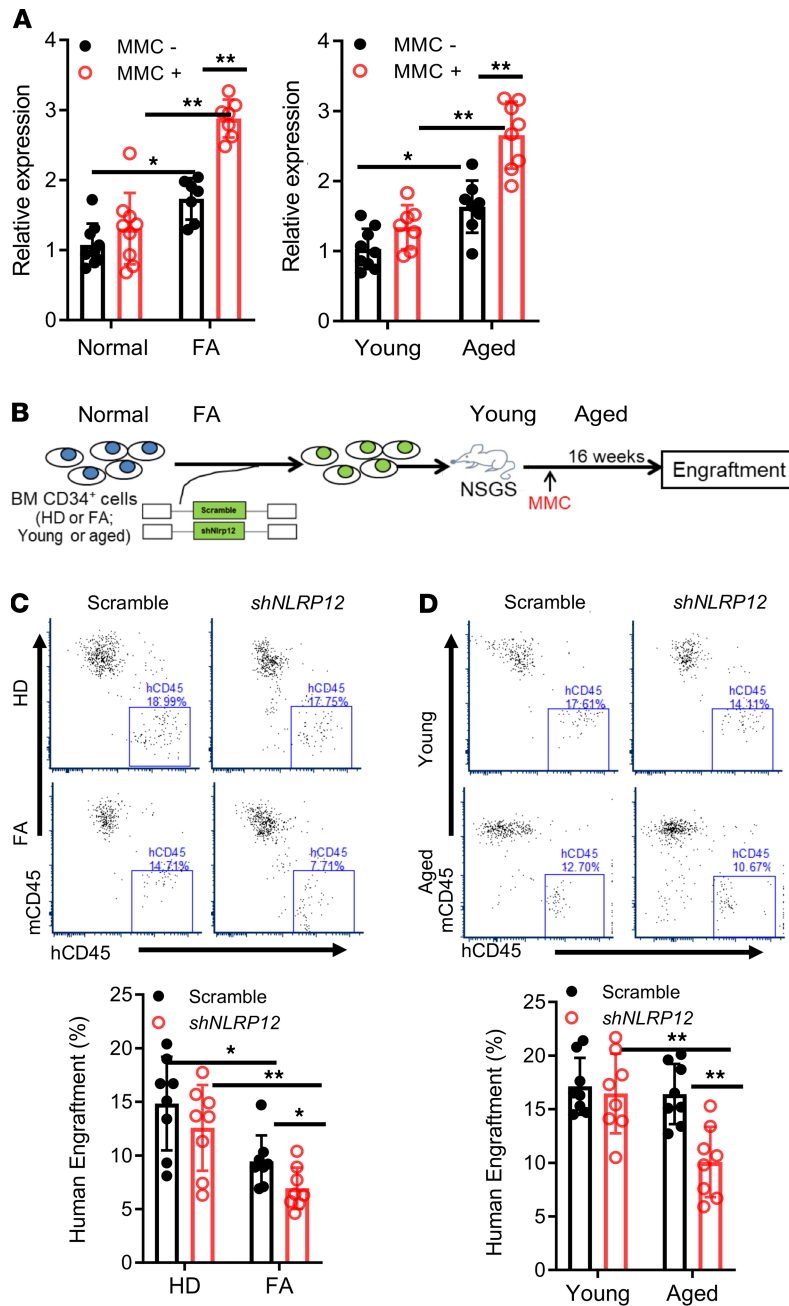 A
Relative expression
4
3
2
1
0
MMC -
MMC +
**
**
*
Normal
FA
Relative expression
4
3
2
1
0
MMC -
MMC +
**
**
*
Young
Aged
B
Normal
FA
Young
Aged
BM CD34⁺ cells
(HD or FA;
Young or aged)
Scramble
shNlrp12
NSGS
16 weeks
MMC
Engraftment
C
Scramble
shNLRP12
HD
hCD45
18.99%
hCD45
17.75%
FA
mCD45
hCD45
14.71%
hCD45
7.71%
hCD45
Human Engraftment (%)
25
20
15
10
5
0
Scramble
shNLRP12
*
**
*
HD
FA
D
Scramble
shNLRP12
Young
hCD45
17.61%
hCD45
14.11%
Aged
mCD45
hCD45
12.70%
hCD45
10.67%
hCD45
Human Engraftment (%)
25
20
15
10
5
0
Scramble
shNLRP12
**
**
Young
Aged